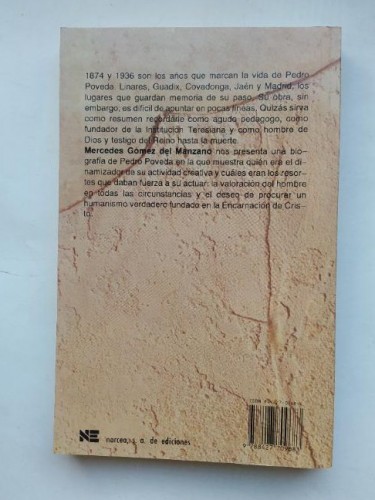 1874 y 1936 son los años que marcan la vida de Pedro
Poveda. Linares, Guadix, Covadonga, Jaén y Madrid, los
lugares que guardan memoria de su paso. Su obra, sin
embargo, es difícil de apuntar en pocas líneas. Quizás sirva
como resumen recordarle como agudo pedagogo, como
fundador de la Institución Teresiana y como hombre de
Dios y testigo del Reino hasta la muerte.
Mercedes Gómez del Manzano nos presenta una bio-
grafía de Pedro Poveda en la que muestra quién era el di-
namizador de su actividad creativa y cuáles eran los resor-
tes que daban fuerza a su actuar: la valoración del hombre
en todas las circunstancias y el deseo de procurar un
humanismo verdadero fundado en la Encarnación de Cris-
to.
NE narcea, s. a. de ediciones